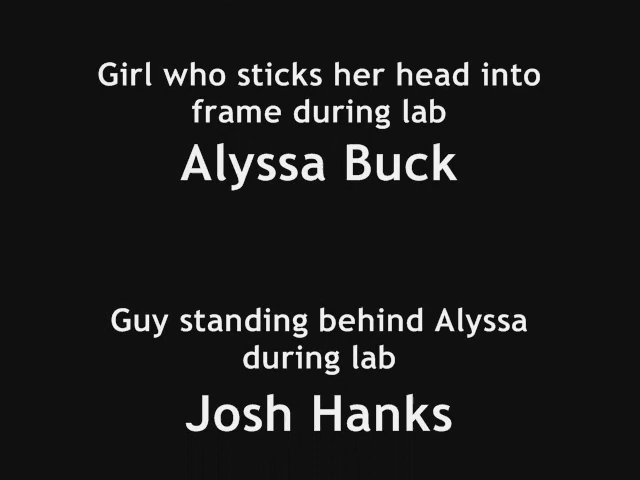 Girl who sticks her head into
frame during lab
Alyssa Buck
Guy standing behind Alyssa
during lab
Josh Hanks